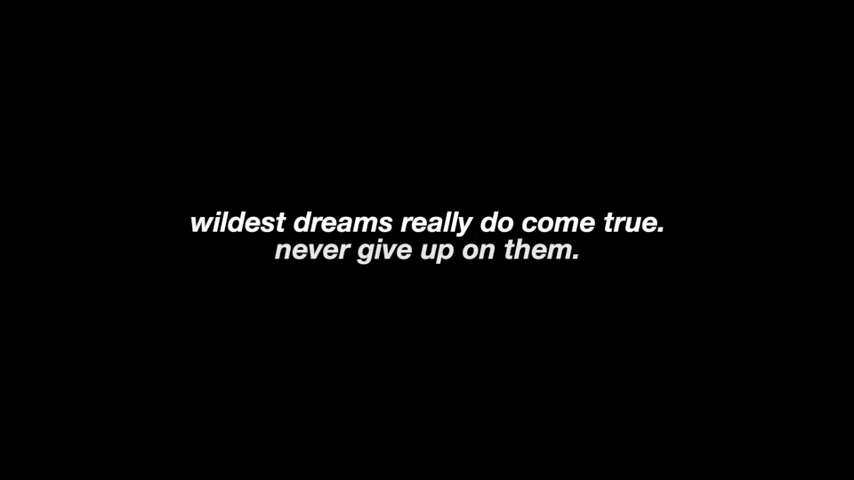 wildest dreams really do come true.
never give up on them.